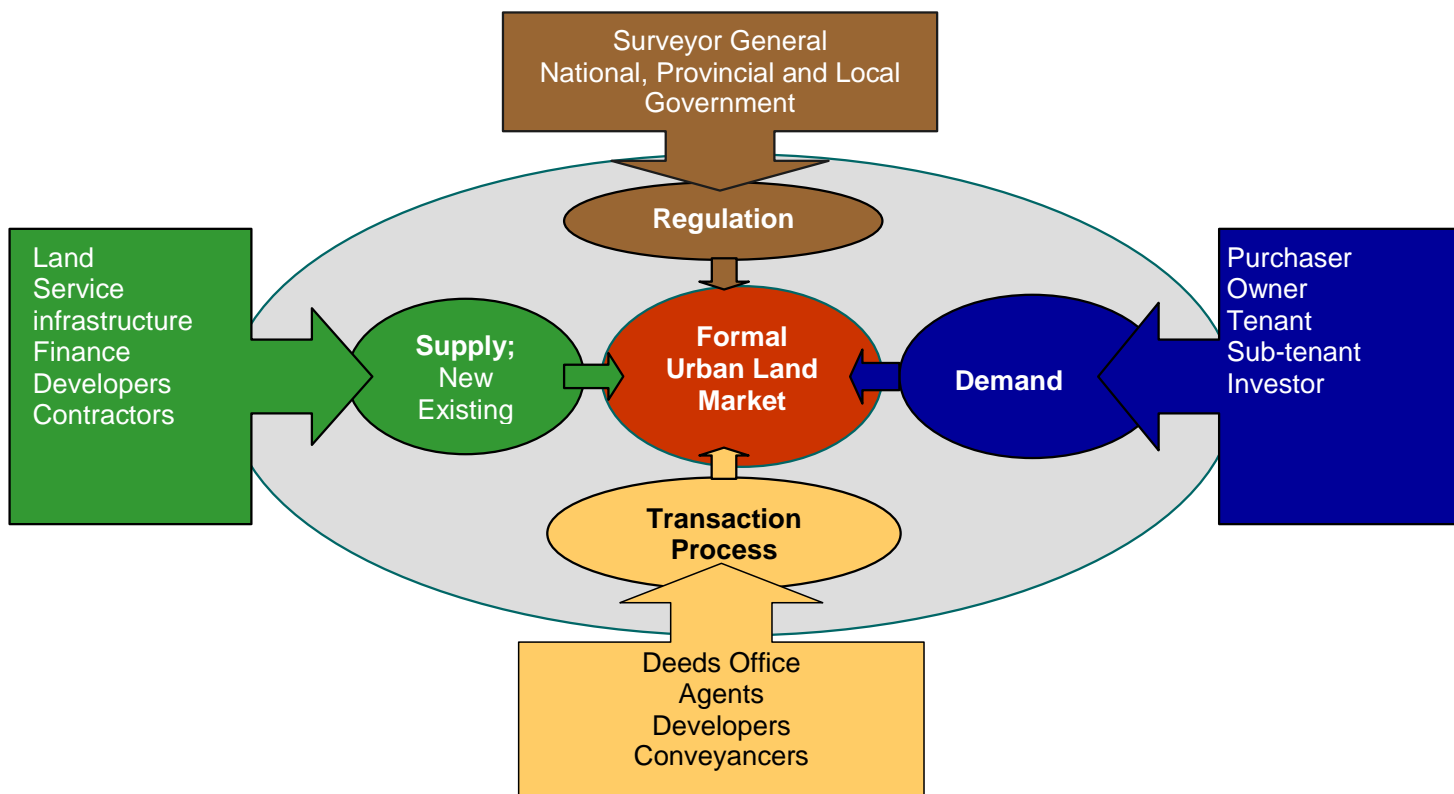 Surveyor General
National, Provincial and Local
Government
Regulation
Land
Service
infrastructure
Finance
Developers
Contractors
Supply;
New
Existing
Formal
Urban Land
Market
Demand
Purchaser
Owner
Tenant
Sub-tenant
Investor
Transaction
Process
Deeds Office
Agents
Developers
Conveyancers